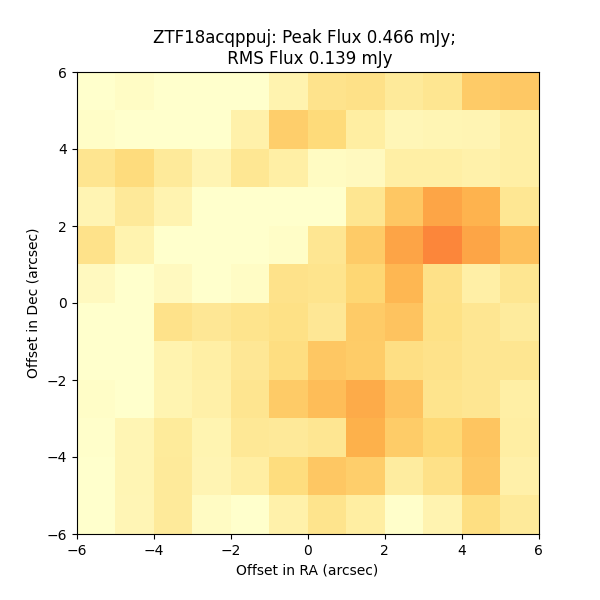 ZTF18acqppuj: Peak Flux 0.466 mJy;
RMS Flux 0.139 mJy
6
4
2
0
−2
−4
−6
Offset in Dec (arcsec)
−6 −4 −2 0 2 4 6
Offset in RA (arcsec)